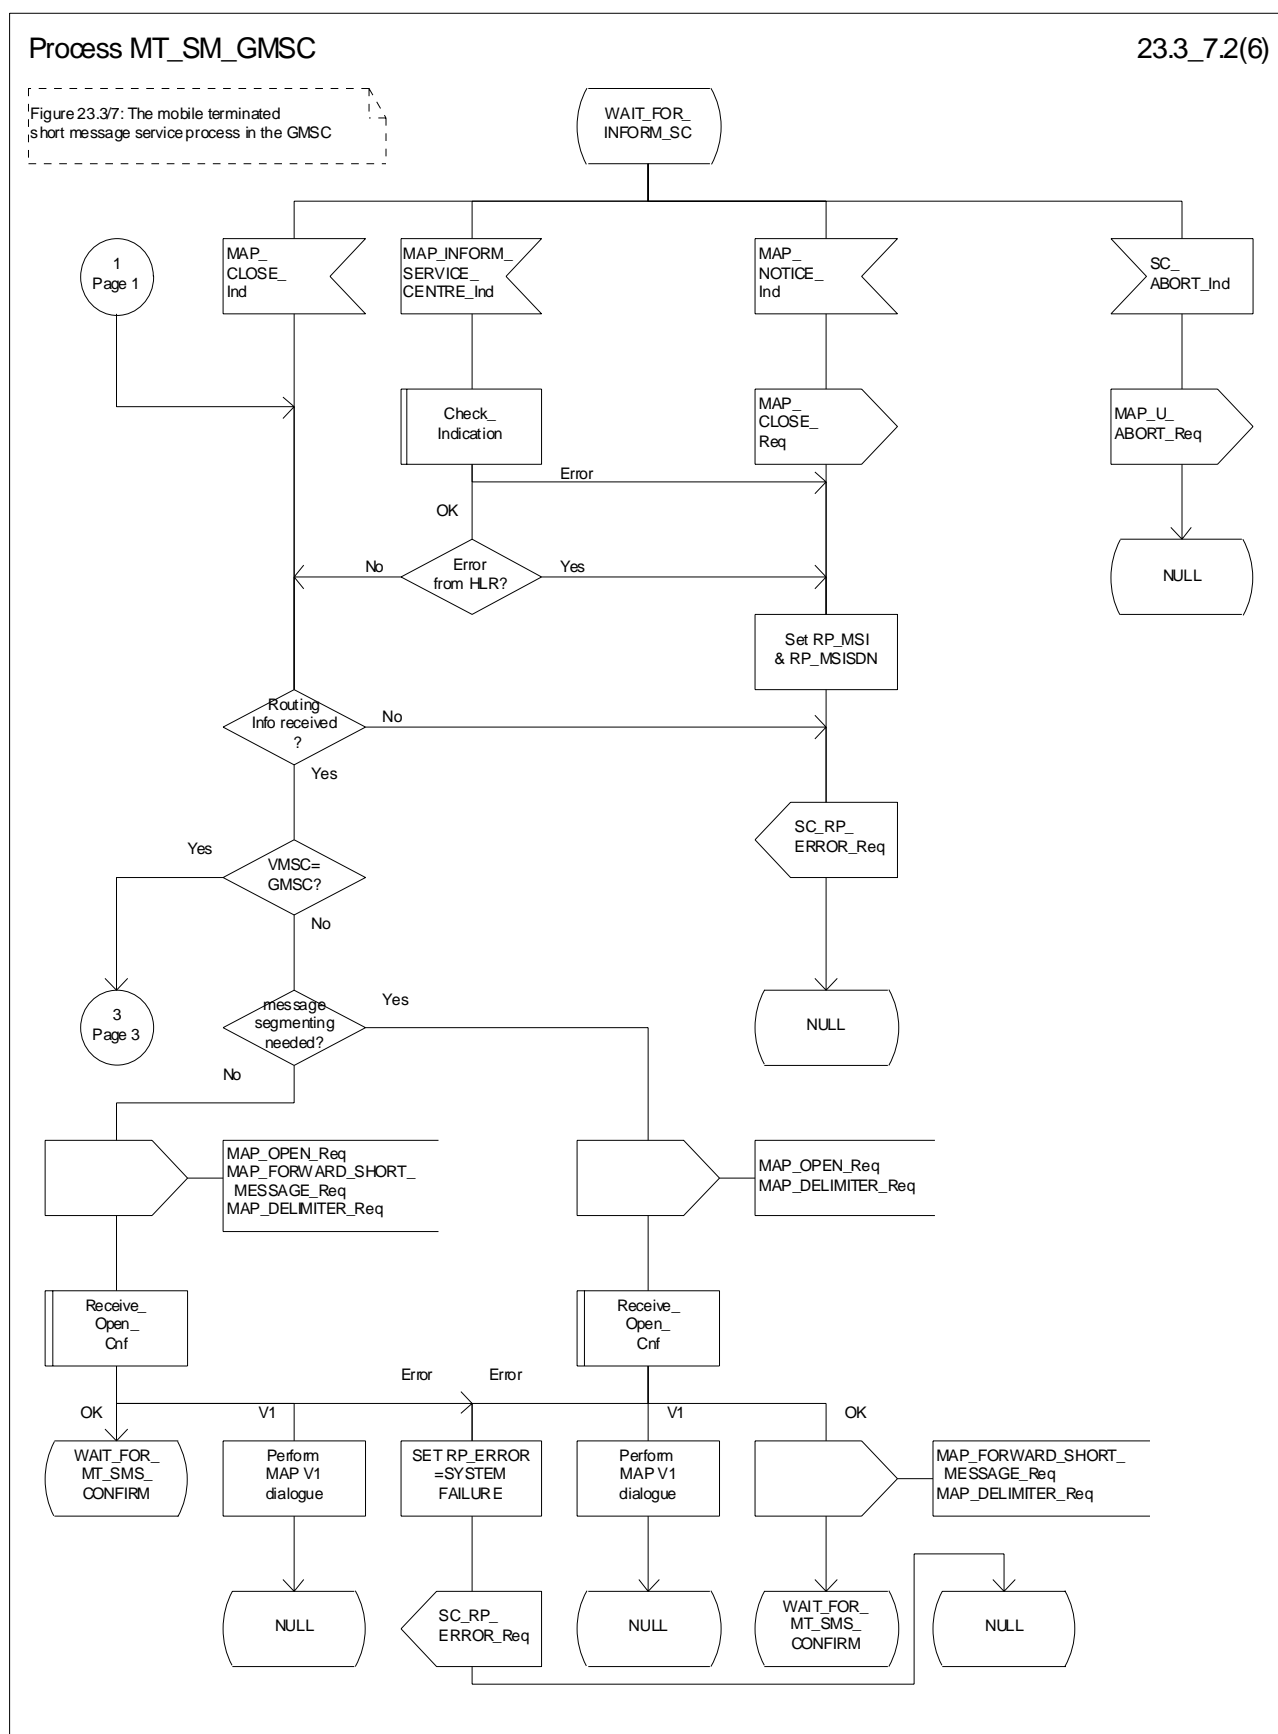 Process MT_SM_GMSC
23.3_7.2(6)
Figure 23.3/7: The mobile terminated
short message service process in the GMSC
WAIT_FOR_
INFORM_SC
1
Page 1
MAP_
CLOSE_
Ind
MAP_INFORM_
SERVICE_
CENTRE_Ind
MAP_
NOTICE_
Ind
SC_
ABORT_Ind
Check_
Indication
MAP_
CLOSE_
Req
MAP_U_
ABORT_Req
Error
OK
No
Error
from HLR?
Yes
NULL
Set RP_MSI
& RP_MSISDN
Routing
Info received
?
No
Yes
SC_RP_
ERROR_Req
Yes
VMSC=
GMSC?
No
3
Page 3
message
segmenting
needed?
Yes
NULL
No
MAP_OPEN_Req
MAP_FORWARD_SHORT_
MESSAGE_Req
MAP_DELIMITER_Req
MAP_OPEN_Req
MAP_DELIMITER_Req
Receive_
Open_
Cnf
Receive_
Open_
Cnf
Error
Error
OK
V1
V1
OK
WAIT_FOR_
MT_SMS_
CONFIRM
Perform
MAP V1
dialogue
SET RP_ERROR
=SYSTEM
FAILURE
Perform
MAP V1
dialogue
MAP_FORWARD_SHORT_
MESSAGE_Req
MAP_DELIMITER_Req
NULL
SC_RP_
ERROR_Req
NULL
WAIT_FOR_
MT_SMS_
CONFIRM
NULL